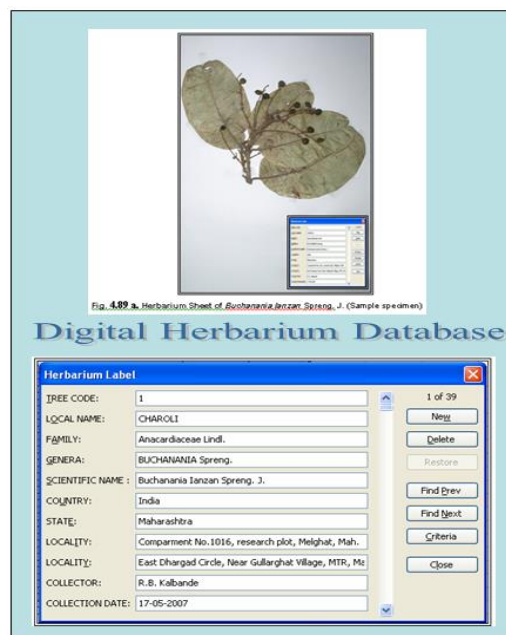 Fig. 4.89 a. Herbarium Sheet of Buchanania lanzan Spreng. J. (Sample specimen)
Digital Herbarium Database
Herbarium Label
TREE CODE: 1 1 of 39
LOCAL NAME: CHAROLI New
FAMILY: Anacardiaceae Lindl. Delete
GENERA: BUCHANANIA Spreng. Restore
SCIENTIFIC NAME : Buchanania Ianzan Spreng. J.
COUNTRY: India Find Prev
STATE: Maharashtra Find Next
LOCALITY: Comparment No.1016, research plot, Melghat, Mah. Criteria
LOCALITY: East Dhargad Circle, Near Gullarghat Village, MTR, Ma
COLLECTOR: R.B. Kalbande Close
COLLECTION DATE: 17-05-2007